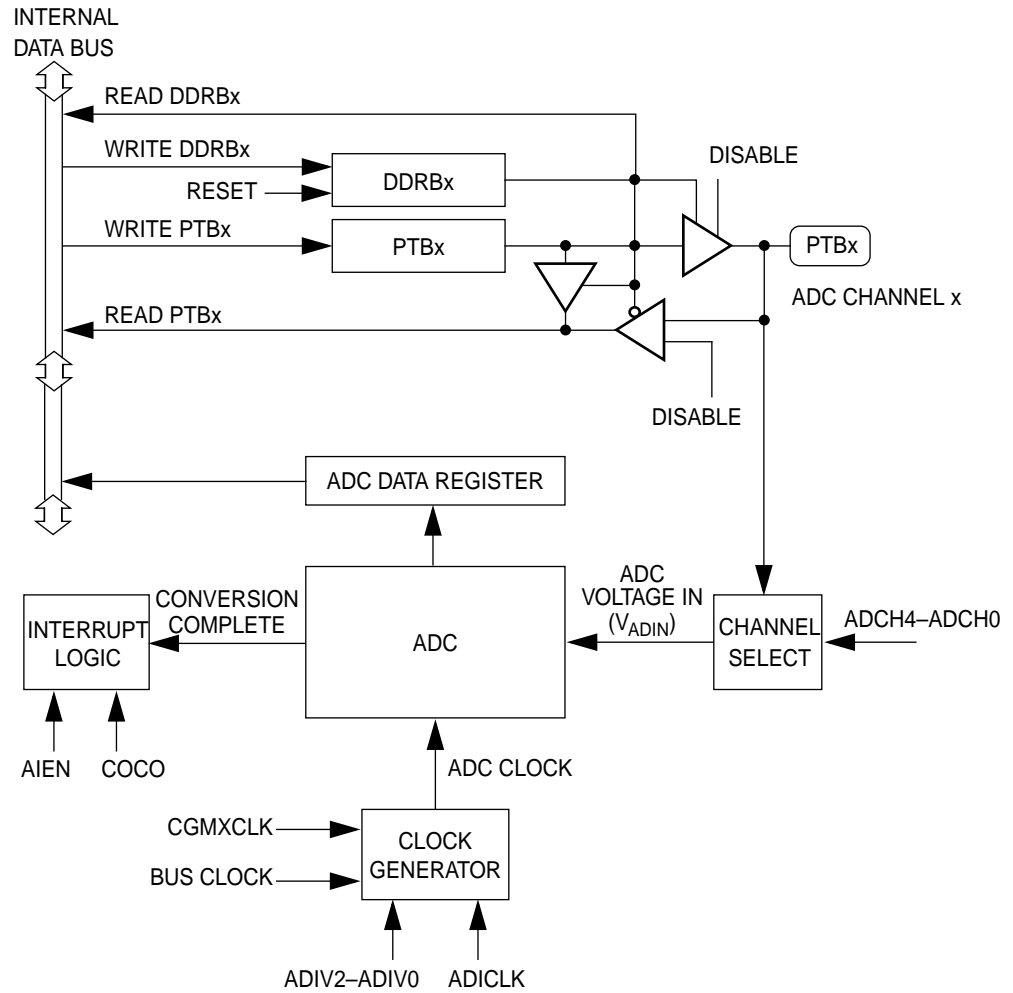 INTERNAL
DATA BUS
READ DDRBx
WRITE DDRBx
DISABLE
RESET
DDRBx
WRITE PTBx
PTBx
PTBx
ADC CHANNEL x
READ PTBx
DISABLE
ADC DATA REGISTER
INTERRUPT
LOGIC
CONVERSION
COMPLETE
ADC
ADC
VOLTAGE IN
(VADIN)
CHANNEL
SELECT
ADCH4–ADCH0
AIEN
COCO
ADC CLOCK
CGMXCLK
BUS CLOCK
CLOCK
GENERATOR
ADIV2–ADIV0
ADICLK